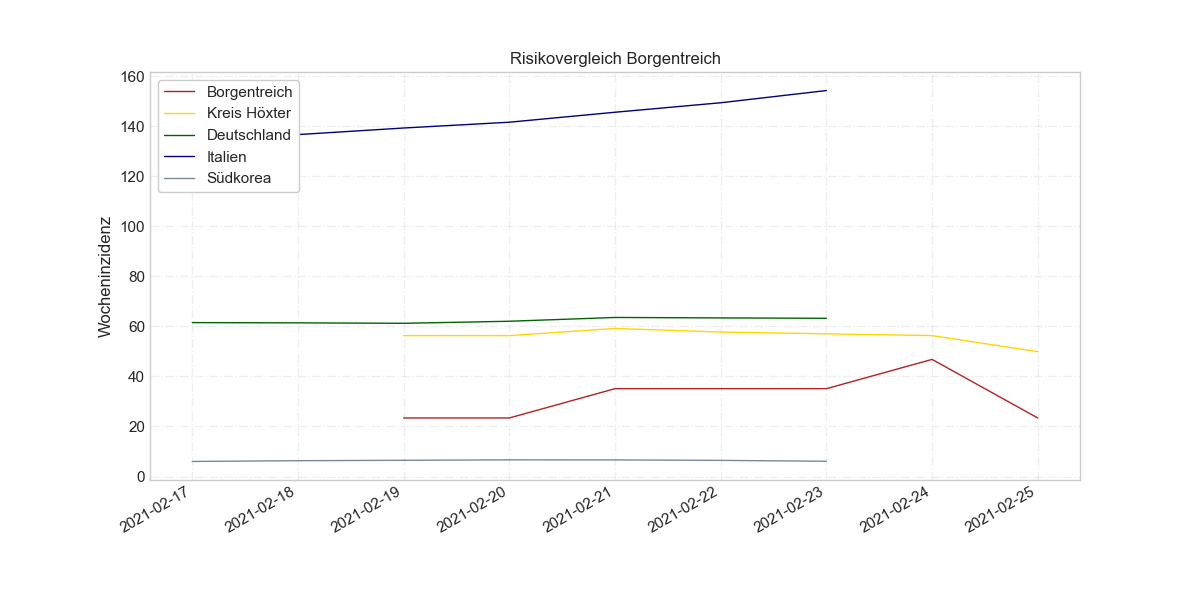 Risikovergleich Borgentreich
Borgentreich
Kreis Höxter
Deutschland
Italien
Südkorea
Wocheninzidenz
160
140
120
100
80
60
40
20
0
2021-02-17
2021-02-18
2021-02-19
2021-02-20
2021-02-21
2021-02-22
2021-02-23
2021-02-24
2021-02-25